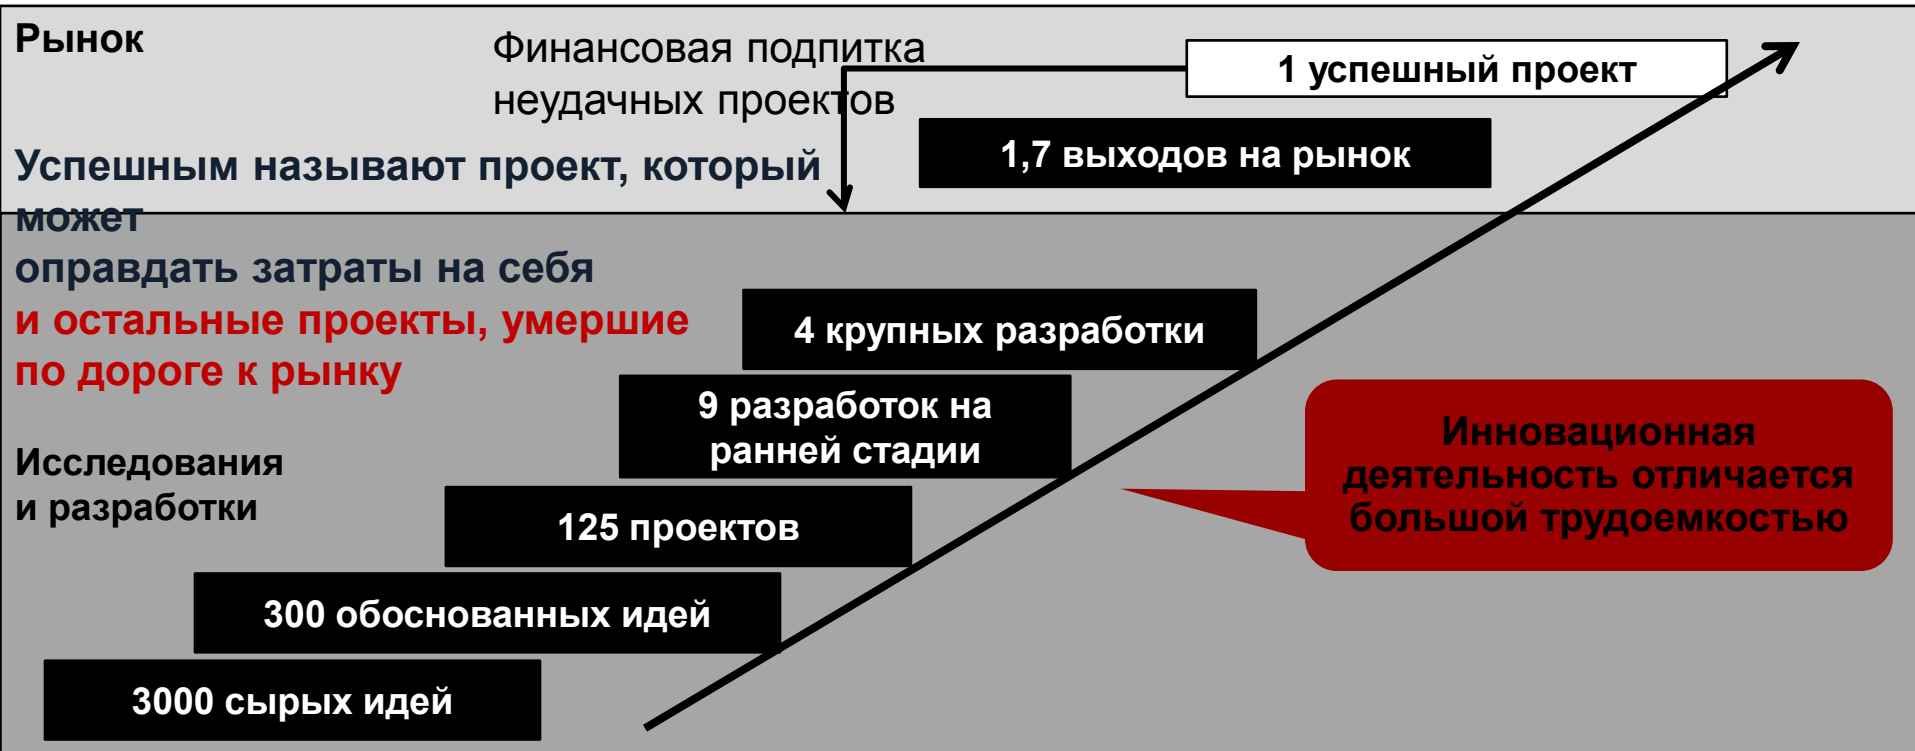 Рынок
Финансовая подпитка
неудачных проектов
1 успешный проект
1,7 выходов на рынок
Успешным называют проект, который
может
оправдать затраты на себя
и остальные проекты, умершие
по дороге к рынку
4 крупных разработки
9 разработок на
ранней стадии
Инновационная
деятельность отличается
большой трудоемкостью
Исследования
и разработки
125 проектов
300 обоснованных идей
3000 сырых идей